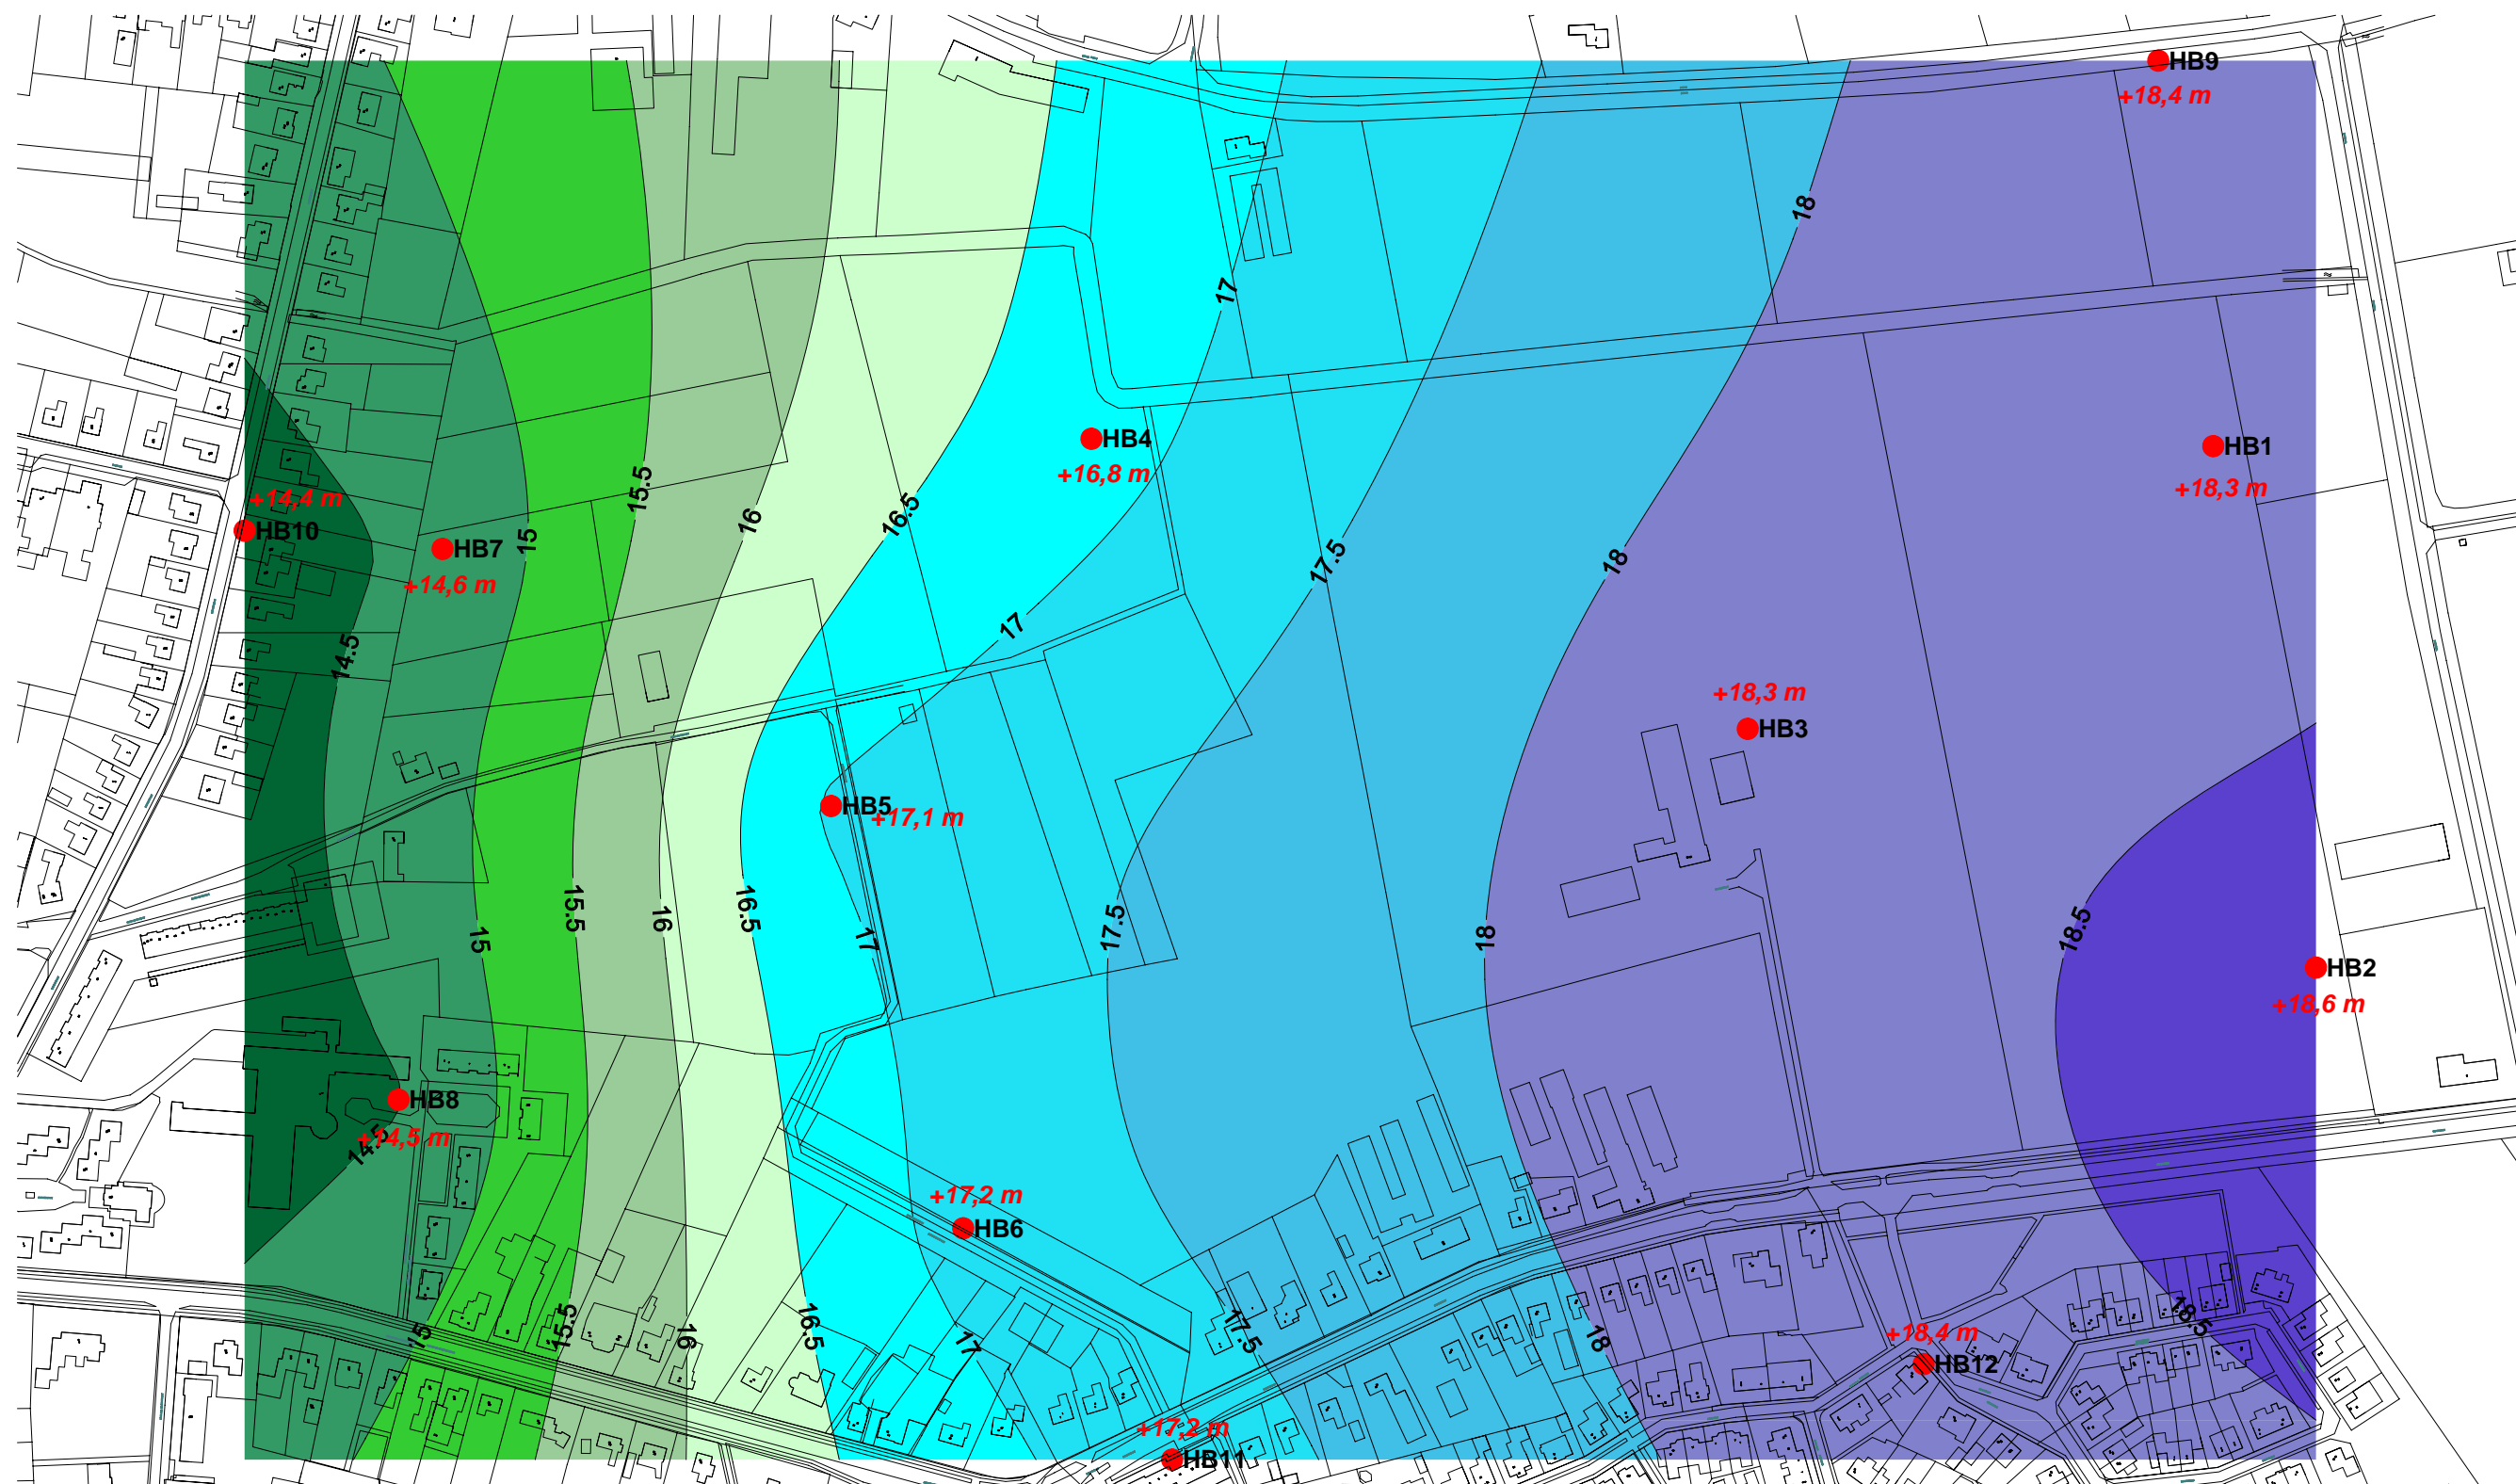 HB9
+18,4 m
18
17
HB4
+16,8 m
HB1
+18,3 m
15.5
16
16.5
+14,4 m
HB10
15
HB7
+14,6 m
17.5
18
17
14.5
+18,3 m
HB3
HB5
+17,1 m
15.5
16
16.5
17
15
17.5
18
18.5
HB2
+18,6 m
HB8
+14,5 m
14.5
+17,2 m
HB6
15
15.5
16
16.5
17
17.5
18
18.5
+18,4 m
HB12
+17,2 m
HB11